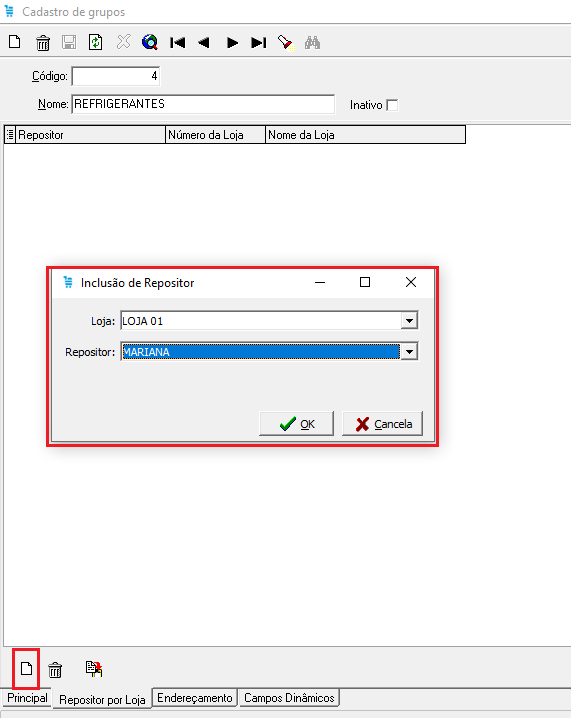 Cadastro de grupos
Código: 4
Nome: REFRIGERANTES Inativo
Repositor Número da Loja Nome da Loja
Inclusão de Repositor
Loja: LOJA 01
Repositor: MARIANA
OK Cancela
Principal Repositor por Loja Endereçamento Campos Dinâmicos